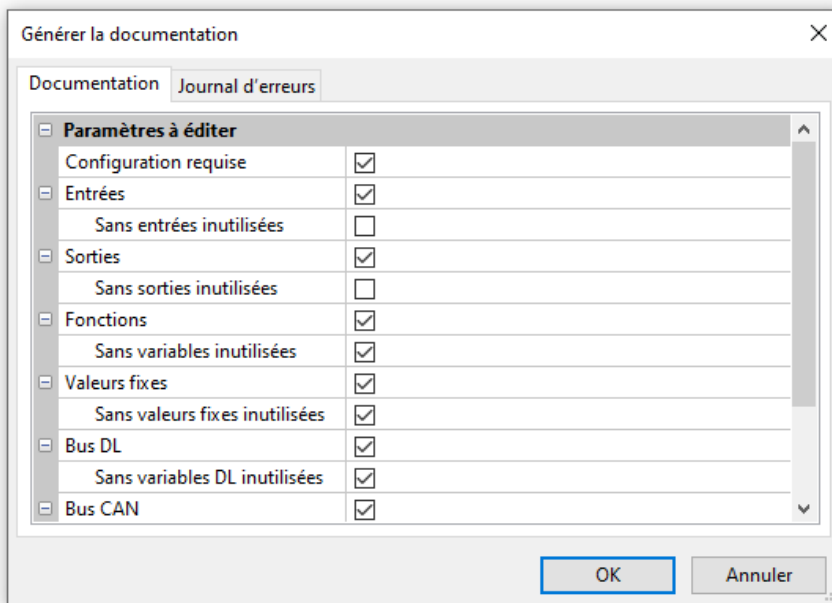 Générer la documentation
Documentation Journal d'erreurs
Paramètres à éditer
Configuration requise
Entrées
Sans entrées inutilisées
Sorties
Sans sorties inutilisées
Fonctions
Sans variables inutilisées
Valeurs fixes
Sans valeurs fixes inutilisées
Bus DL
Sans variables DL inutilisées
Bus CAN
OK Annuler